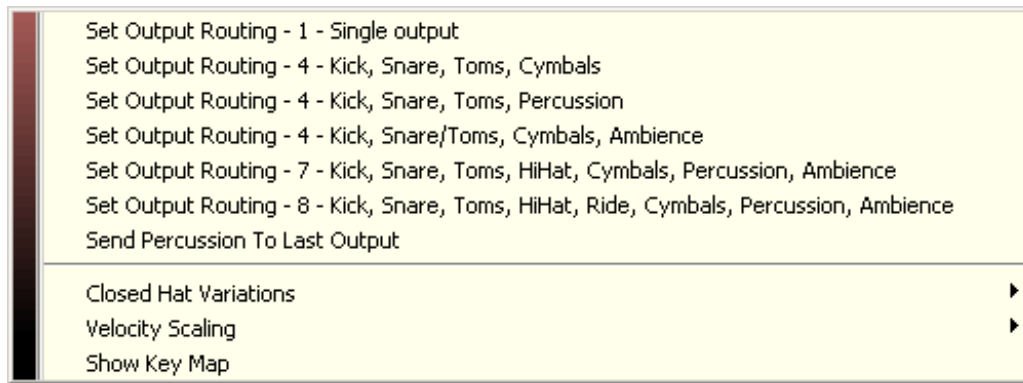 Set Output Routing - 1 - Single output
Set Output Routing - 4 - Kick, Snare, Toms, Cymbals
Set Output Routing - 4 - Kick, Snare, Toms, Percussion
Set Output Routing - 4 - Kick, Snare/Toms, Cymbals, Ambience
Set Output Routing - 7 - Kick, Snare, Toms, HiHat, Cymbals, Percussion, Ambience
Set Output Routing - 8 - Kick, Snare, Toms, HiHat, Ride, Cymbals, Percussion, Ambience
Send Percussion To Last Output
Closed Hat Variations
Velocity Scaling
Show Key Map